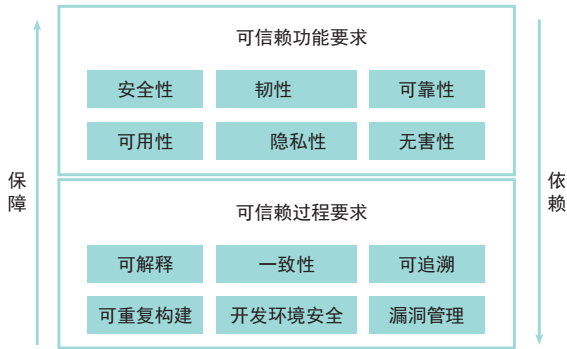 可信赖功能要求
安全性 韧性 可靠性
可用性 隐私性 无害性
保障
依赖
可信赖过程要求
可解释 一致性 可追溯
可重复构建 开发环境安全 漏洞管理